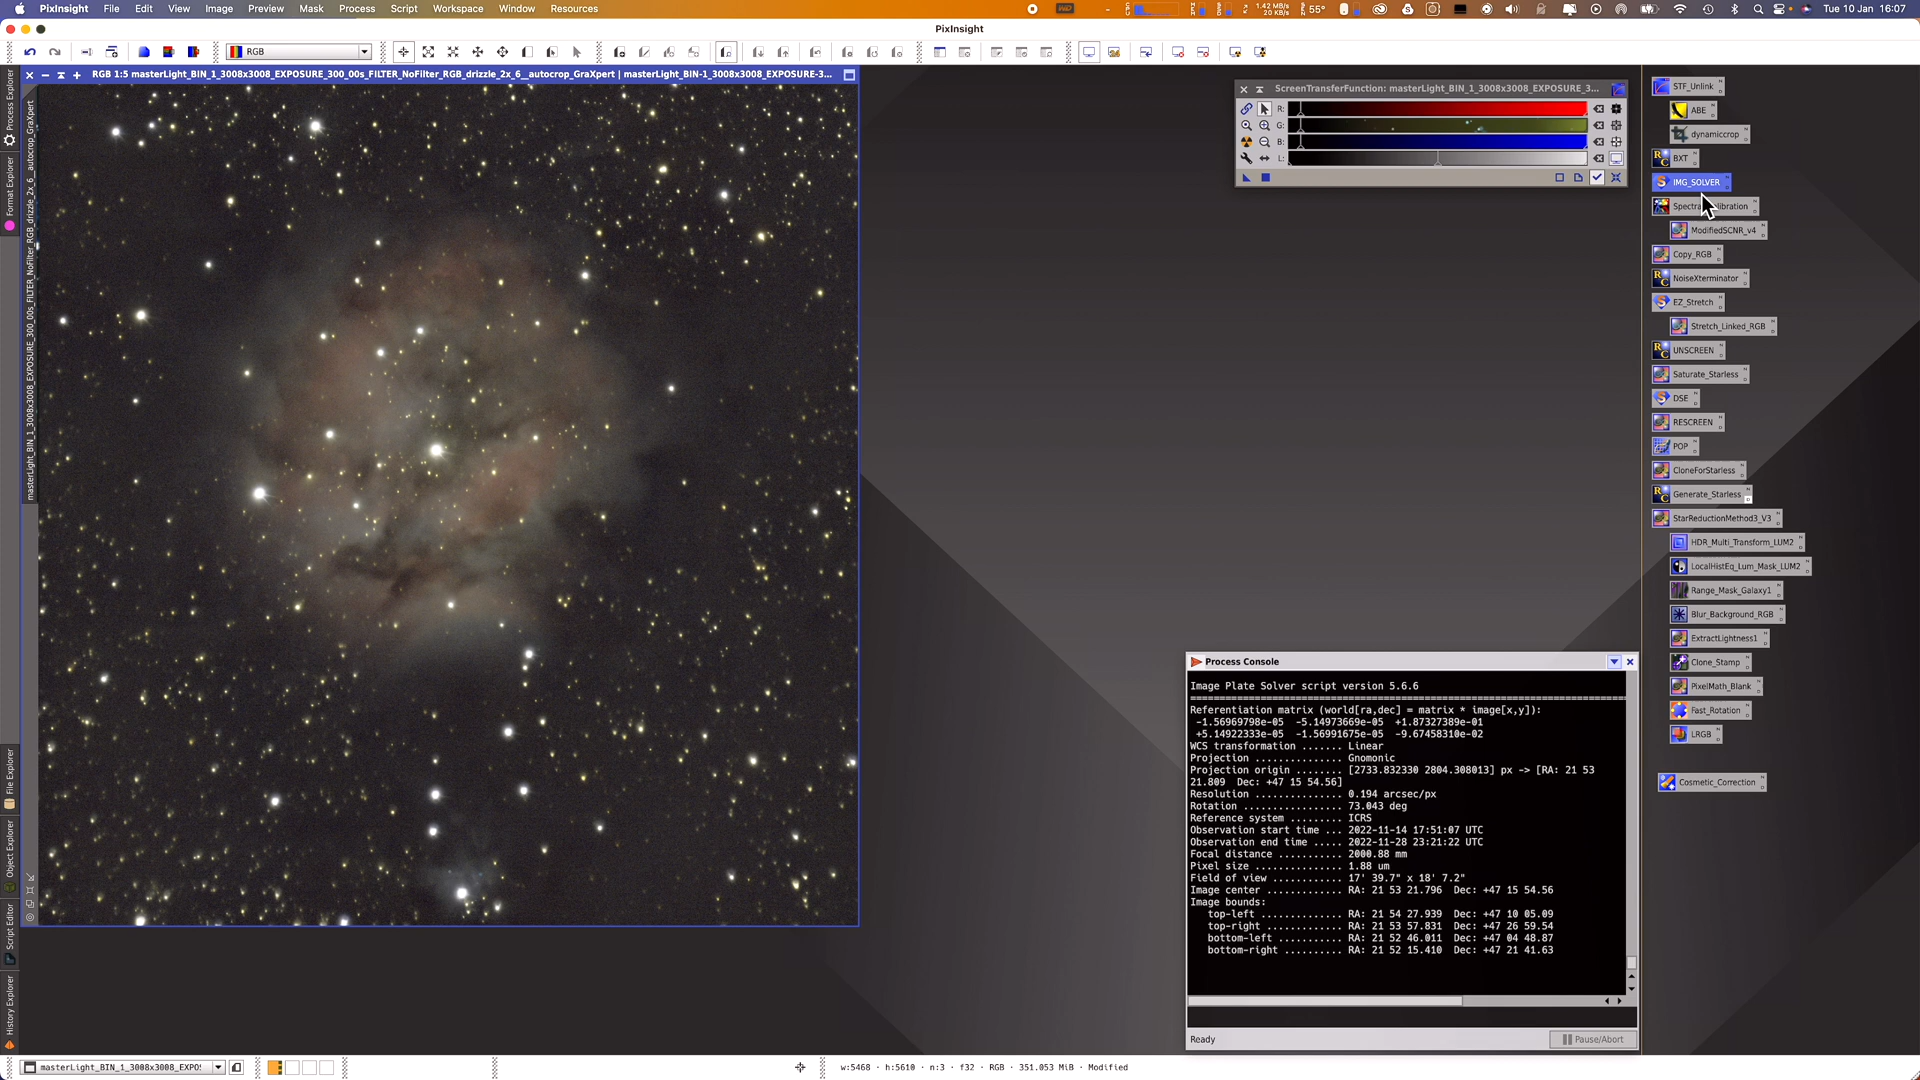 PixInsight File Edit View Image Preview Mask Process Script Workspace Window Resources
1.42 MB/s
20 KB/s
55°
Tue 10 Jan 16:07
PixInsight
RGB
RGB 1:5 masterLight_BIN_1_3008x3008_EXPOSURE_300_00s_FILTER_NoFilter_RGB_drizzle_2x_6__autocrop_GraXpert | masterLight_BIN-1_3008x3008_EXPOSURE-3...
masterLight_BIN_1_3008x3008_EXPOSURE_300_00s_FILTER_NoFilter_RGB_drizzle_2x_6__autocrop_GraXpert
Process Explorer
Format Explorer
File Explorer
Object Explorer
Script Editor
History Explorer
ScreenTransferFunction: masterLight_BIN_1_3008x3008_EXPOSURE_3...
R:
G:
B:
L:
STF_Unlink
ABE
dynamiccrop
BXT
IMG_SOLVER
ModifiedSCNR_v4
Copy_RGB
NoiseXterminator
EZ_Stretch
Stretch_Linked_RGB
UNSCREEN
Saturate_Starless
DSE
RESCREEN
POP
CloneForStarless
Generate_Starless
StarReductionMethod3_V3
HDR_Multi_Transform_LUM2
LocalHistEq_Lum_Mask_LUM2
Range_Mask_Galaxy1
Blur_Background_RGB
ExtractLightness1
Clone_Stamp
PixelMath_Blank
Fast_Rotation
LRGB
Cosmetic_Correction
Process Console
Image Plate Solver script version 5.6.6
Referentiation matrix (world[ra,dec] = matrix * image[x,y]):
-1.56969798e-05 -5.14973669e-05 +1.87327389e-01
+5.14922333e-05 -1.56991675e-05 -9.67458310e-02
WCS transformation ....... Linear
Projection ............... Gnomonic
Projection origin ........ [2733.832330 2804.308013] px -> [RA: 21 53
21.809 Dec: +47 15 54.56]
Resolution ............... 0.194 arcsec/px
Rotation ................. 73.043 deg
Reference system ......... ICRS
Observation start time ... 2022-11-14 17:51:07 UTC
Observation end time ..... 2022-11-28 23:21:22 UTC
Focal distance ........... 2000.88 mm
Pixel size ............... 1.88 um
Field of view ............ 17' 39.7" x 18' 7.2"
Image center ............. RA: 21 53 21.796 Dec: +47 15 54.56
Image bounds:
top-left .............. RA: 21 54 27.939 Dec: +47 10 05.09
top-right ............. RA: 21 53 57.831 Dec: +47 26 59.54
bottom-left ........... RA: 21 52 46.011 Dec: +47 04 48.87
bottom-right .......... RA: 21 52 15.410 Dec: +47 21 41.63
Ready
Pause/Abort
masterLight_BIN_1_3008x3008_EXPO
w:5468 · h:5610 · n:3 · f32 · RGB · 351.053 MiB · Modified